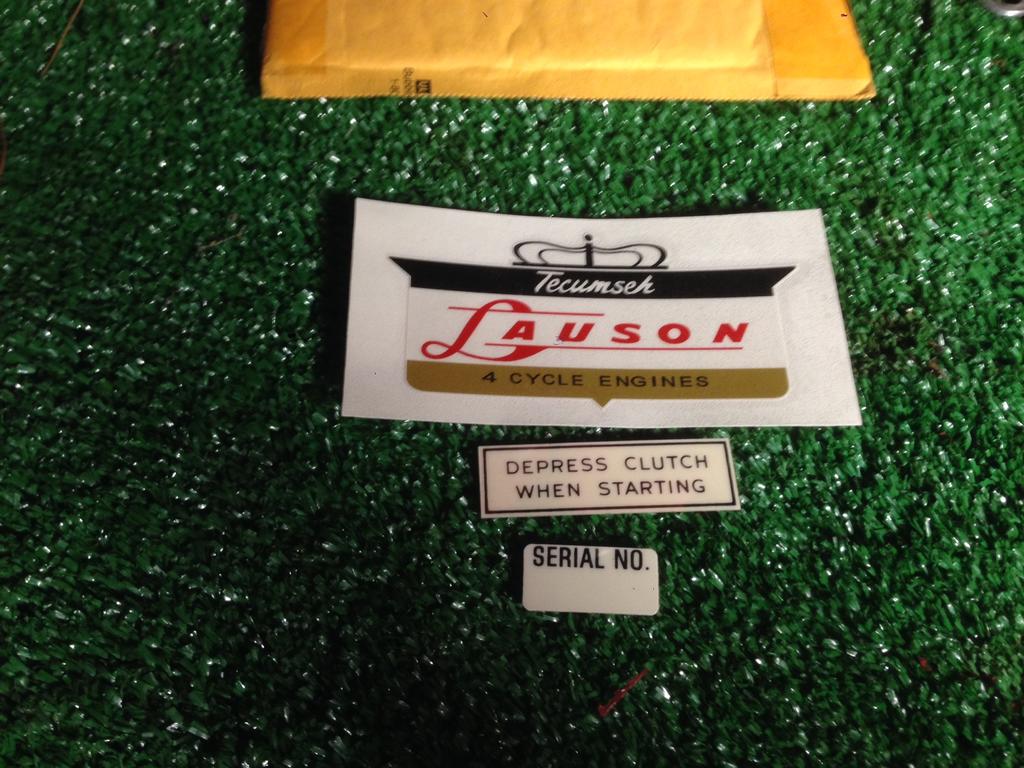 Tecumseh
LAUSON
4 CYCLE ENGINES
DEPRESS CLUTCH
WHEN STARTING
SERIAL NO.